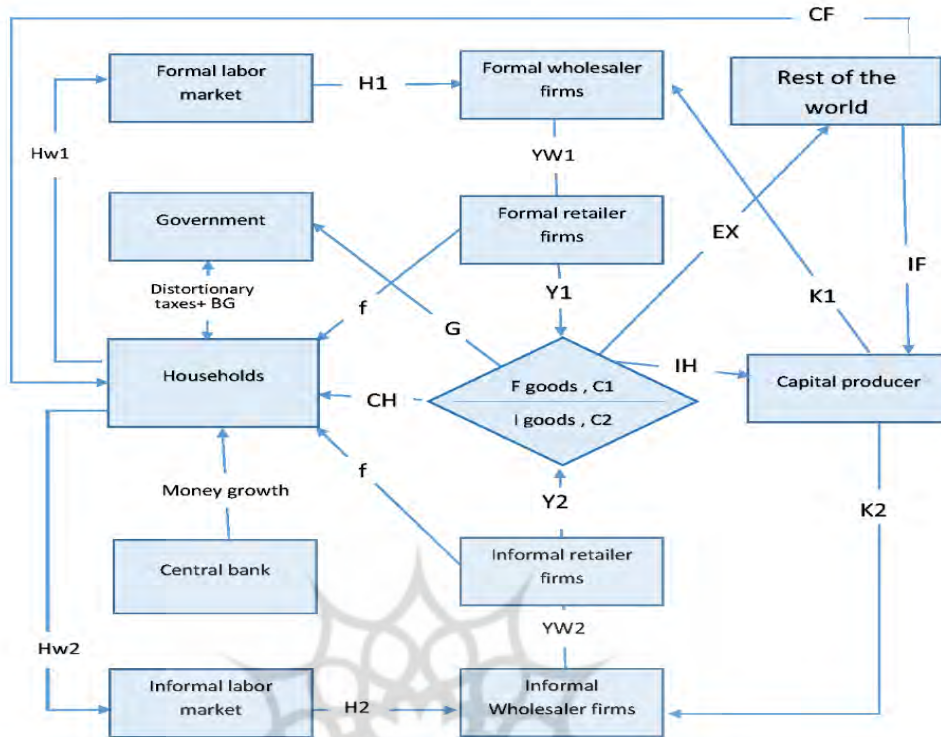 CF
Formal labor
market
H1
Formal wholesaler
firms
Rest of the
world
Hw1
YW1
Government
Formal retailer
firms
EX
IF
Distortionary
taxes+ BG
f
Y1
K1
G
Households
F goods , C1
IH
Capital producer
CH
I goods , C2
f
Money growth
Y2
K2
Central bank
Informal retailer
firms
YW2
Hw2
Informal labor
market
H2
Informal
Wholesaler firms